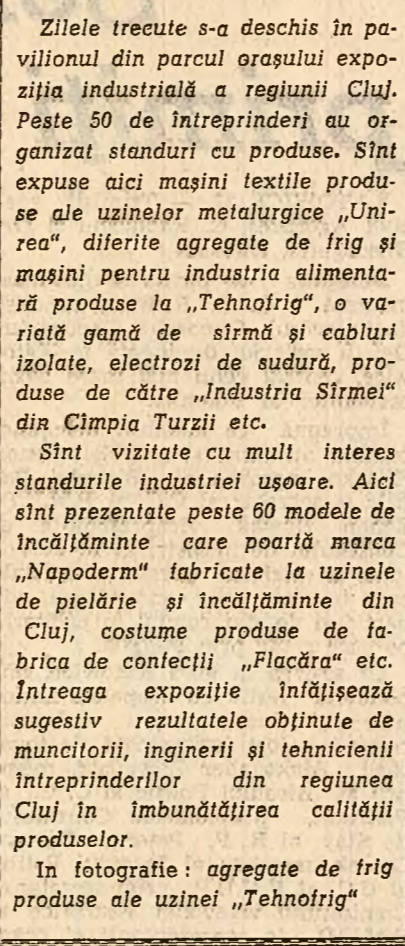 Zilele trecute s-a deschis în pa-
vilionul din parcul orașului expo-
ziția industrială a regiunii Cluj.
Peste 50 de întreprinderi au or-
ganizat standuri cu produse. Sînt
expuse aici mașini textile produ-
se ale uzinelor metalurgice „Uni-
rea“, diferite agregate de frig și
mașini pentru industria alimenta-
ră produse la „Tehnofrig“, o va-
riată gamă de sîrmă și cabluri
izolate, electrozi de sudură, pro-
duse de către „Industria Sîrmei“
din Cîmpia Turzii etc.
Sînt vizitate cu mult interes
standurile industriei ușoare. Aici
sînt prezentate peste 60 modele de
încălțăminte care poartă marca
„Napoderm“ fabricate la uzinele
de pielărie și încălțăminte din
Cluj, costume produse de fa-
brica de confecții „Flacăra“ etc.
Întreaga expoziție înfățișează
sugestiv rezultatele obținute de
muncitorii, inginerii și tehnicienii
întreprinderilor din regiunea
Cluj în îmbunătățirea calității
produselor.
In fotografie : agregate de frig
produse ale uzinei „Tehnofrig“